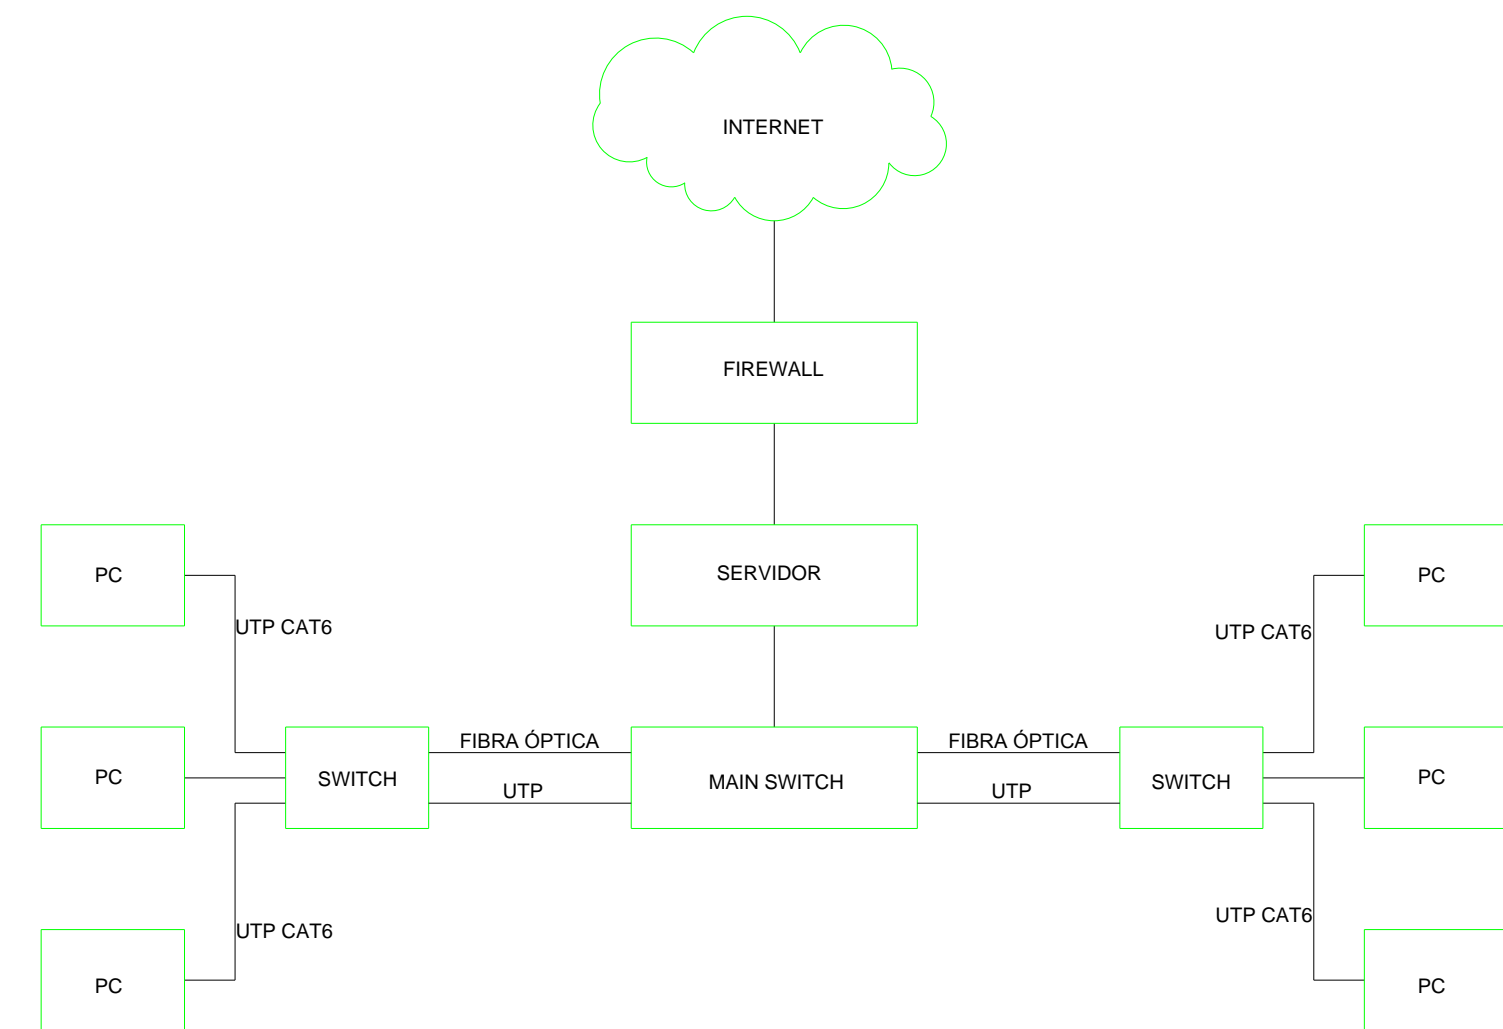 INTERNET
FIREWALL
SERVIDOR
PC
PC
UTP CAT6
UTP CAT6
FIBRA ÓPTICA
FIBRA ÓPTICA
PC
SWITCH
MAIN SWITCH
SWITCH
PC
UTP
UTP
UTP CAT6
UTP CAT6
PC
PC